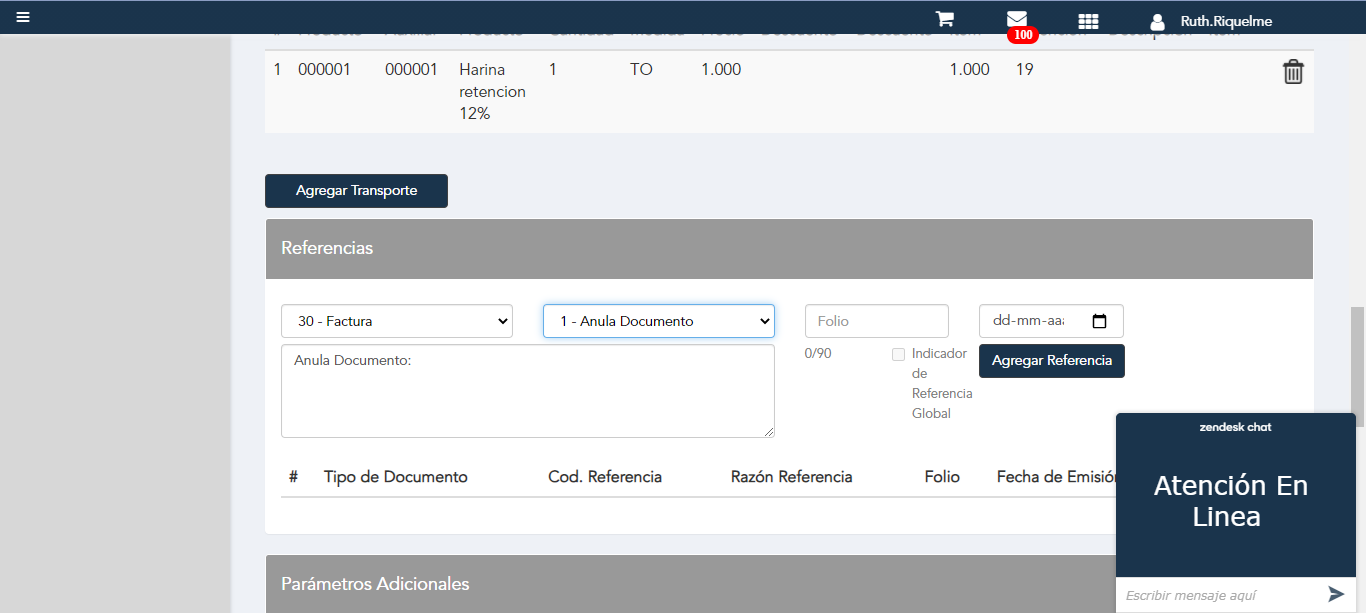 Ruth.Riquelme
100
1 000001 000001 Harina 1 TO 1.000 1.000 19
retencion
12%
Agregar Transporte
Referencias
30 - Factura 1 - Anula Documento Folio dd-mm-aa
Anula Documento:
0/90 Indicador
de
Referencia
Global
Agregar Referencia
# Tipo de Documento Cod. Referencia Razón Referencia Folio Fecha de Emisión
Parámetros Adicionales
zendesk chat
Atención En
Linea
Escribir mensaje aquí